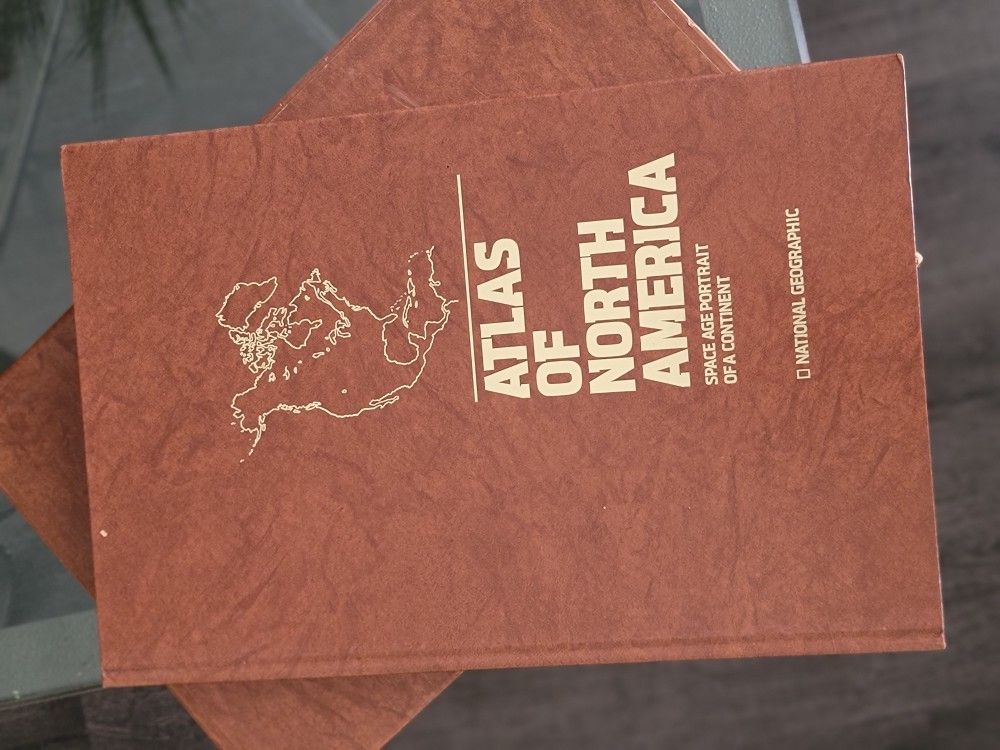 ATLAS
OF
NORTH
AMERICA
SPACE AGE PORTRAIT
OF A CONTINENT
NATIONAL GEOGRAPHIC